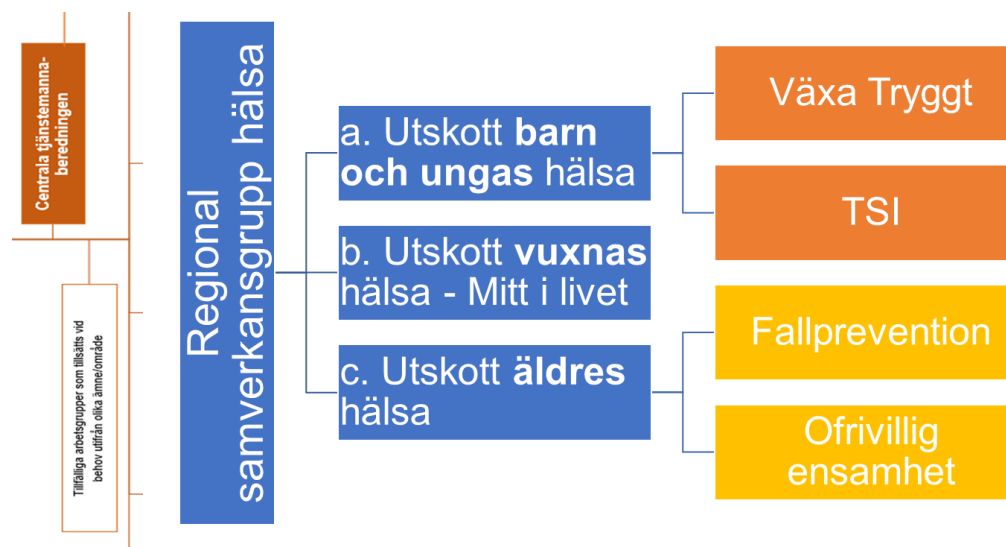 Centrala tjänstemanna-
beredningen
Tillfälliga arbetsgrupper som tillsätts vid
behov utifrån olika ämne/område
Regional
samverkansgrupp hälsa
a. Utskott barn
och ungas hälsa
b. Utskott vuxnas
hälsa - Mitt i livet
c. Utskott äldres
hälsa
Växa Tryggt
TSI
Fallprevention
Ofrivillig
ensamhet